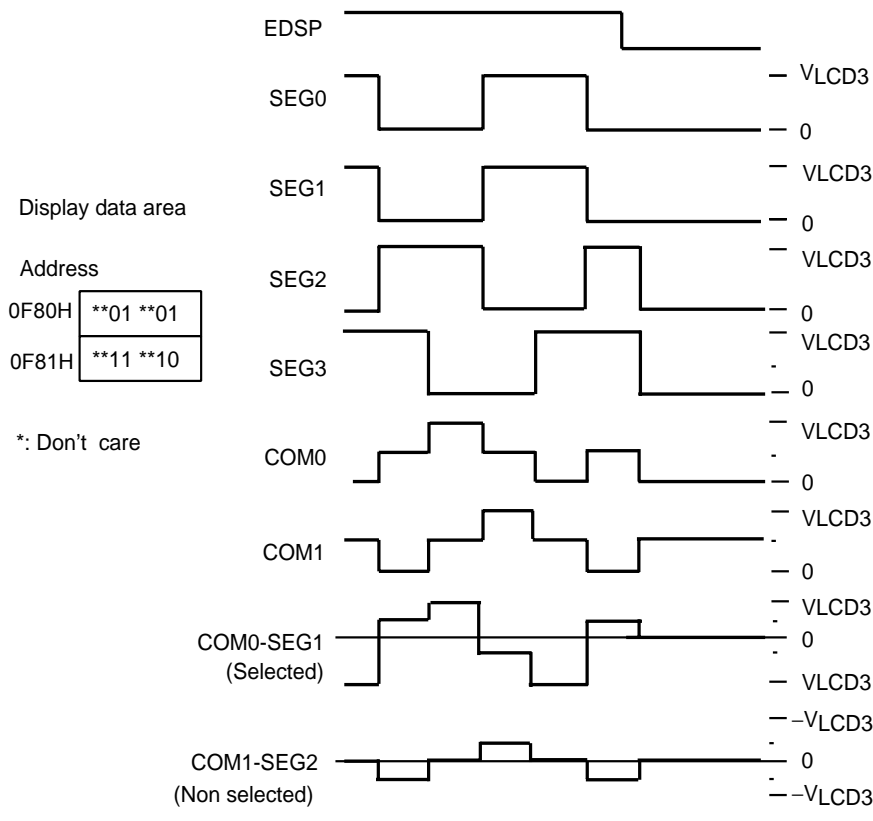 EDSP
VLCD3
SEG0
0
VLCD3
SEG1
0
Display data area
VLCD3
Address
SEG2
0F80H **01 **01
0
VLCD3
0F81H **11 **10
SEG3
0
VLCD3
*: Don't care
COM0
0
VLCD3
COM1
0
VLCD3
COM0-SEG1
0
(Selected)
VLCD3
–VLCD3
COM1-SEG2
0
(Non selected)
–VLCD3